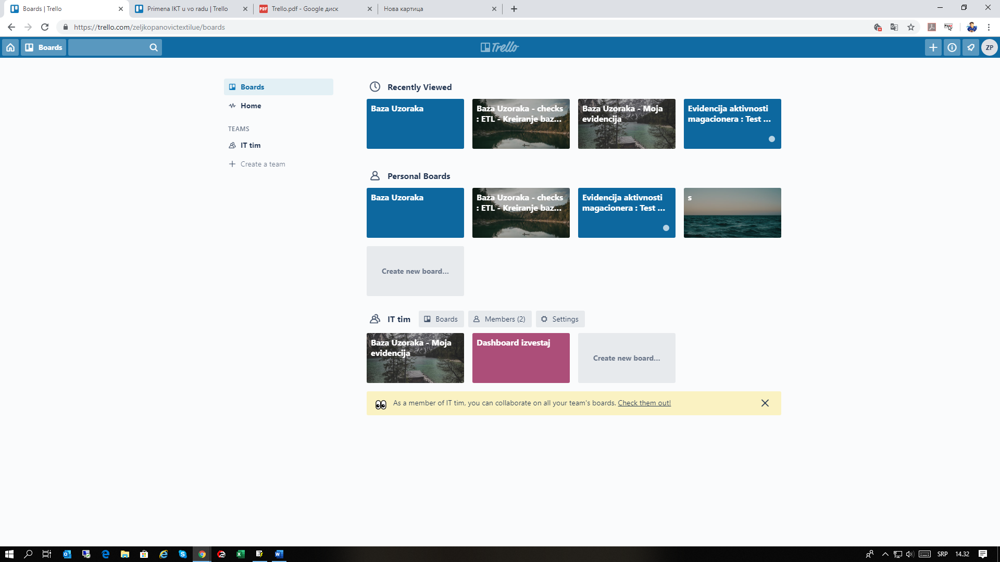 Boards | Trello
Primena IKT u vo radu | Trello
Trello.pdf - Google диск
Нова картица
https://trello.com/zeljkopanovictextilue/boards
Boards
Trello
ZP
Boards
Home
TEAMS
IT tim
Create a team
Recently Viewed
Baza Uzoraka
Baza Uzoraka - checks
: ETL - Kreiranje baz...
Baza Uzoraka - Moja
evidencija
Evidencija aktivnosti
magacionera : Test ...
Personal Boards
Baza Uzoraka
Baza Uzoraka - checks
: ETL - Kreiranje baz...
Evidencija aktivnosti
magacionera : Test ...
s
Create new board...
IT tim
Boards
Members (2)
Settings
Baza Uzoraka - Moja
evidencija
Dashboard izvestaj
Create new board...
As a member of IT tim, you can collaborate on all your team's boards. Check them out!
SRP
14.32